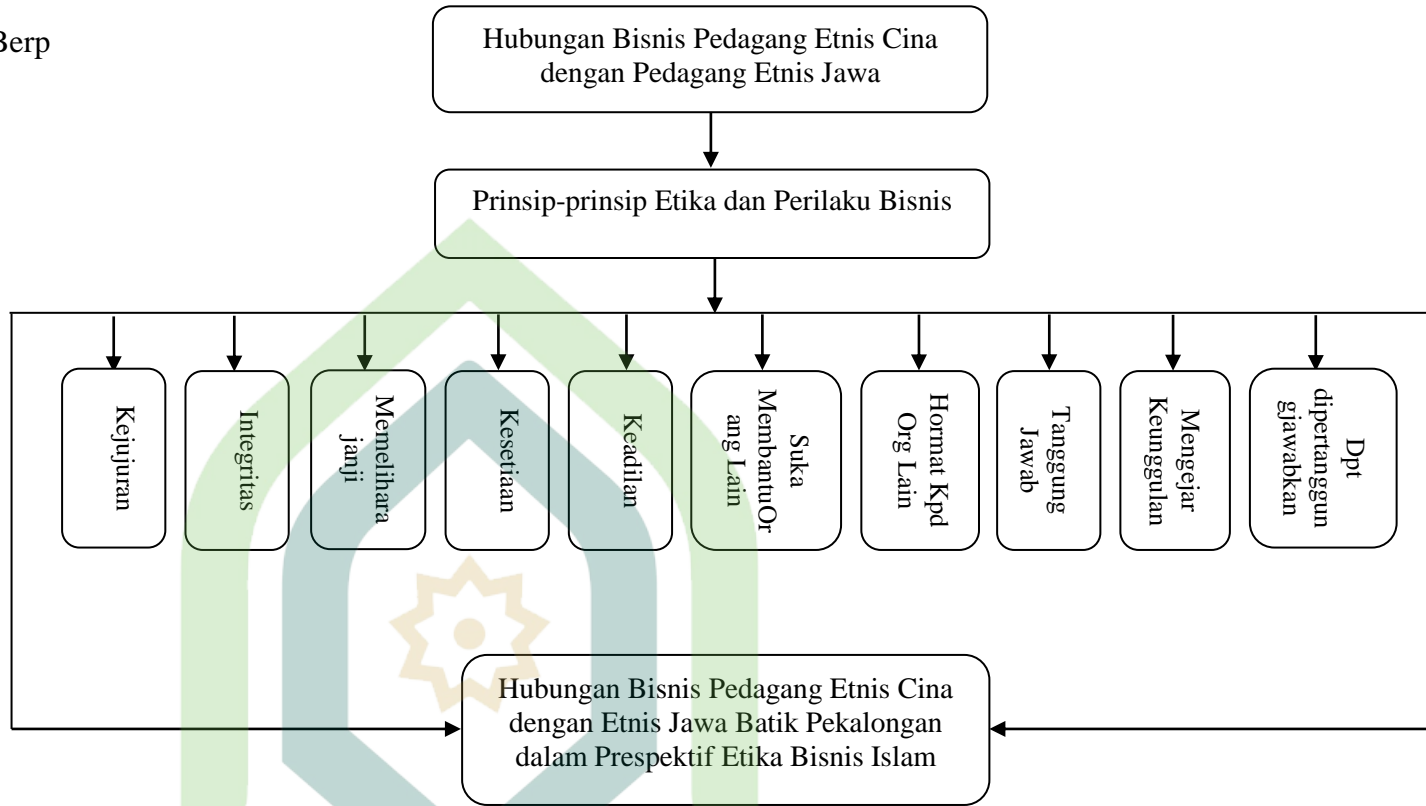 Berp
Hubungan Bisnis Pedagang Etnis Cina
dengan Pedagang Etnis Jawa
Prinsip-prinsip Etika dan Perilaku Bisnis
Kejujuran
Integritas
Memelihara
janji
Kesetiaan
Keadilan
Suka
MembantuOr
ang Lain
Hormat Kpd
Org Lain
Tanggung
Jawab
Mengejar
Keunggulan
Dpt
dipertanggun
gjawabkan
Hubungan Bisnis Pedagang Etnis Cina
dengan Etnis Jawa Batik Pekalongan
dalam Prespektif Etika Bisnis Islam